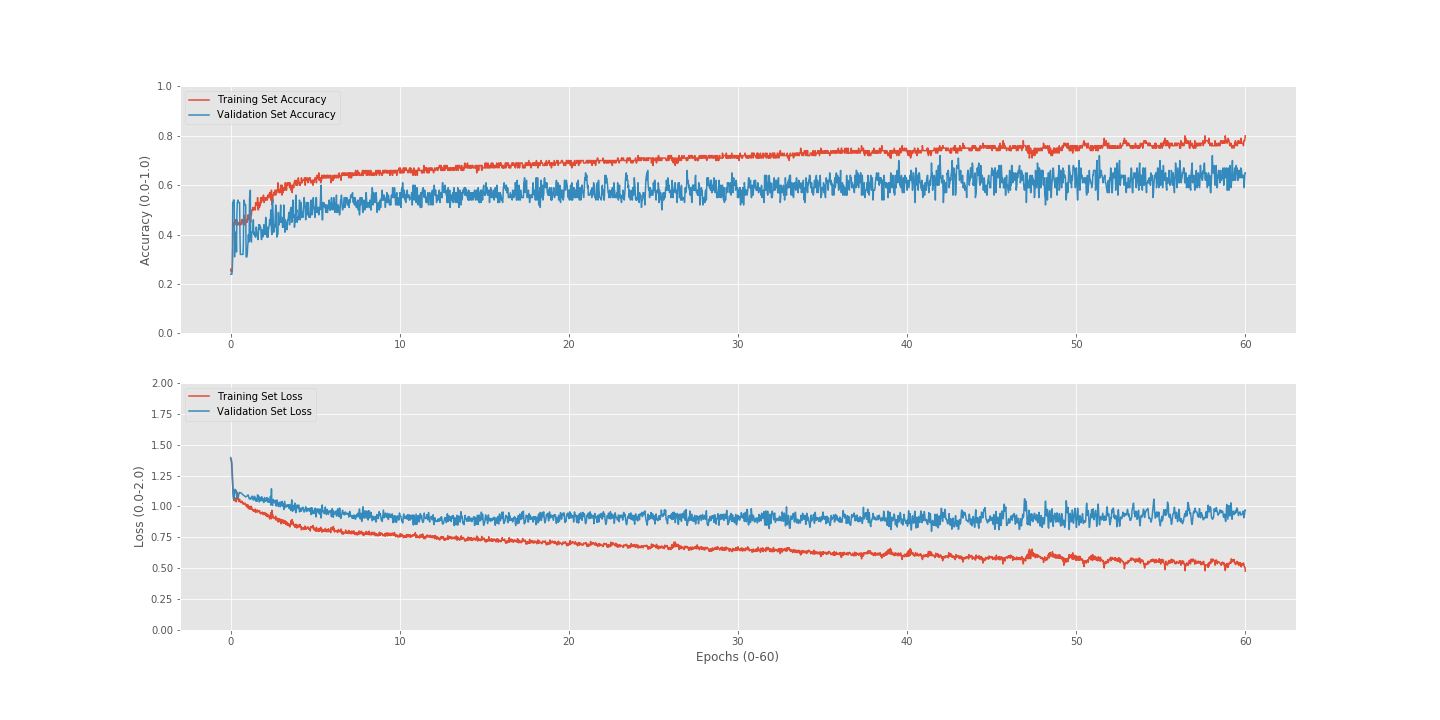 1.0
0.8
0.6
0.4
0.2
0.0
Accuracy (0.0-1.0)
Training Set Accuracy
Validation Set Accuracy
0 10 20 30 40 50 60
2.00
1.75
1.50
1.25
1.00
0.75
0.50
0.25
0.00
Loss (0.0-2.0)
Training Set Loss
Validation Set Loss
0 10 20 30 40 50 60
Epochs (0-60)